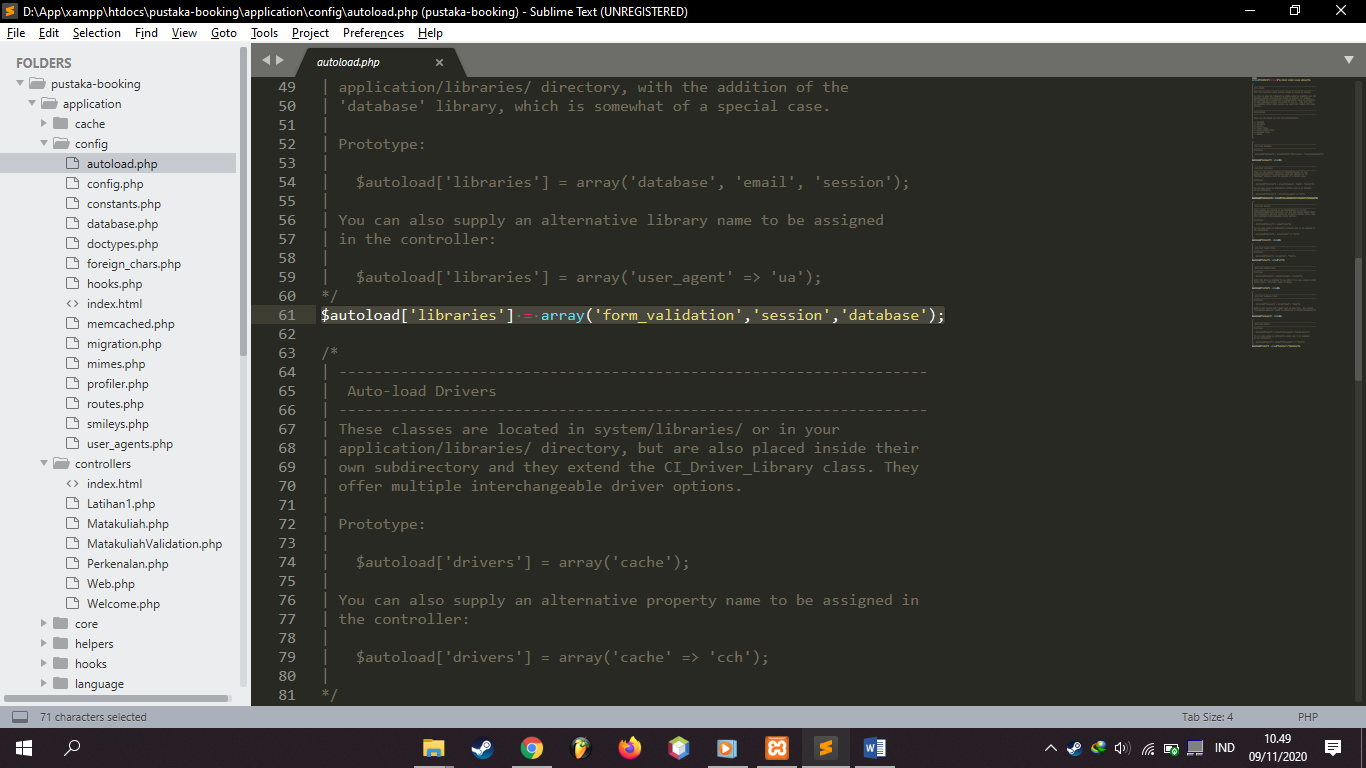 D:\App\xampp\htdocs\pustaka-booking\application\config\autoload.php (pustaka-booking) - Sublime Text (UNREGISTERED)
File Edit Selection Find View Goto Tools Project Preferences Help
FOLDERS
pustaka-booking
application
cache
config
autoload.php
config.php
constants.php
database.php
doctypes.php
foreign_chars.php
hooks.php
index.html
memcached.php
migration.php
mimes.php
profiler.php
routes.php
smileys.php
user_agents.php
controllers
index.html
Latihan1.php
Matakuliah.php
MatakuliahValidation.php
Perkenalan.php
Web.php
Welcome.php
core
helpers
hooks
language
autoload.php
49 | application/libraries/ directory, with the addition of the
50 | 'database' library, which is somewhat of a special case.
51 |
52 | Prototype:
53 |
54 |   $autoload['libraries'] = array('database', 'email', 'session');
55 |
56 | You can also supply an alternative library name to be assigned
57 | in the controller:
58 |
59 |   $autoload['libraries'] = array('user_agent' => 'ua');
60 */
61 $autoload['libraries'] = array('form_validation','session','database');
62
63 /*
64 | -------------------------------------------------------------------
65 |  Auto-load Drivers
66 | -------------------------------------------------------------------
67 | These classes are located in system/libraries/ or in your
68 | application/libraries/ directory, but are also placed inside their
69 | own subdirectory and they extend the CI_Driver_Library class. They
70 | offer multiple interchangeable driver options.
71 |
72 | Prototype:
73 |
74 |   $autoload['drivers'] = array('cache');
75 |
76 | You can also supply an alternative property name to be assigned in
77 | the controller:
78 |
79 |   $autoload['drivers'] = array('cache' => 'cch');
80 |
81 */
71 characters selected
Tab Size: 4
PHP
IND
10.49
09/11/2020